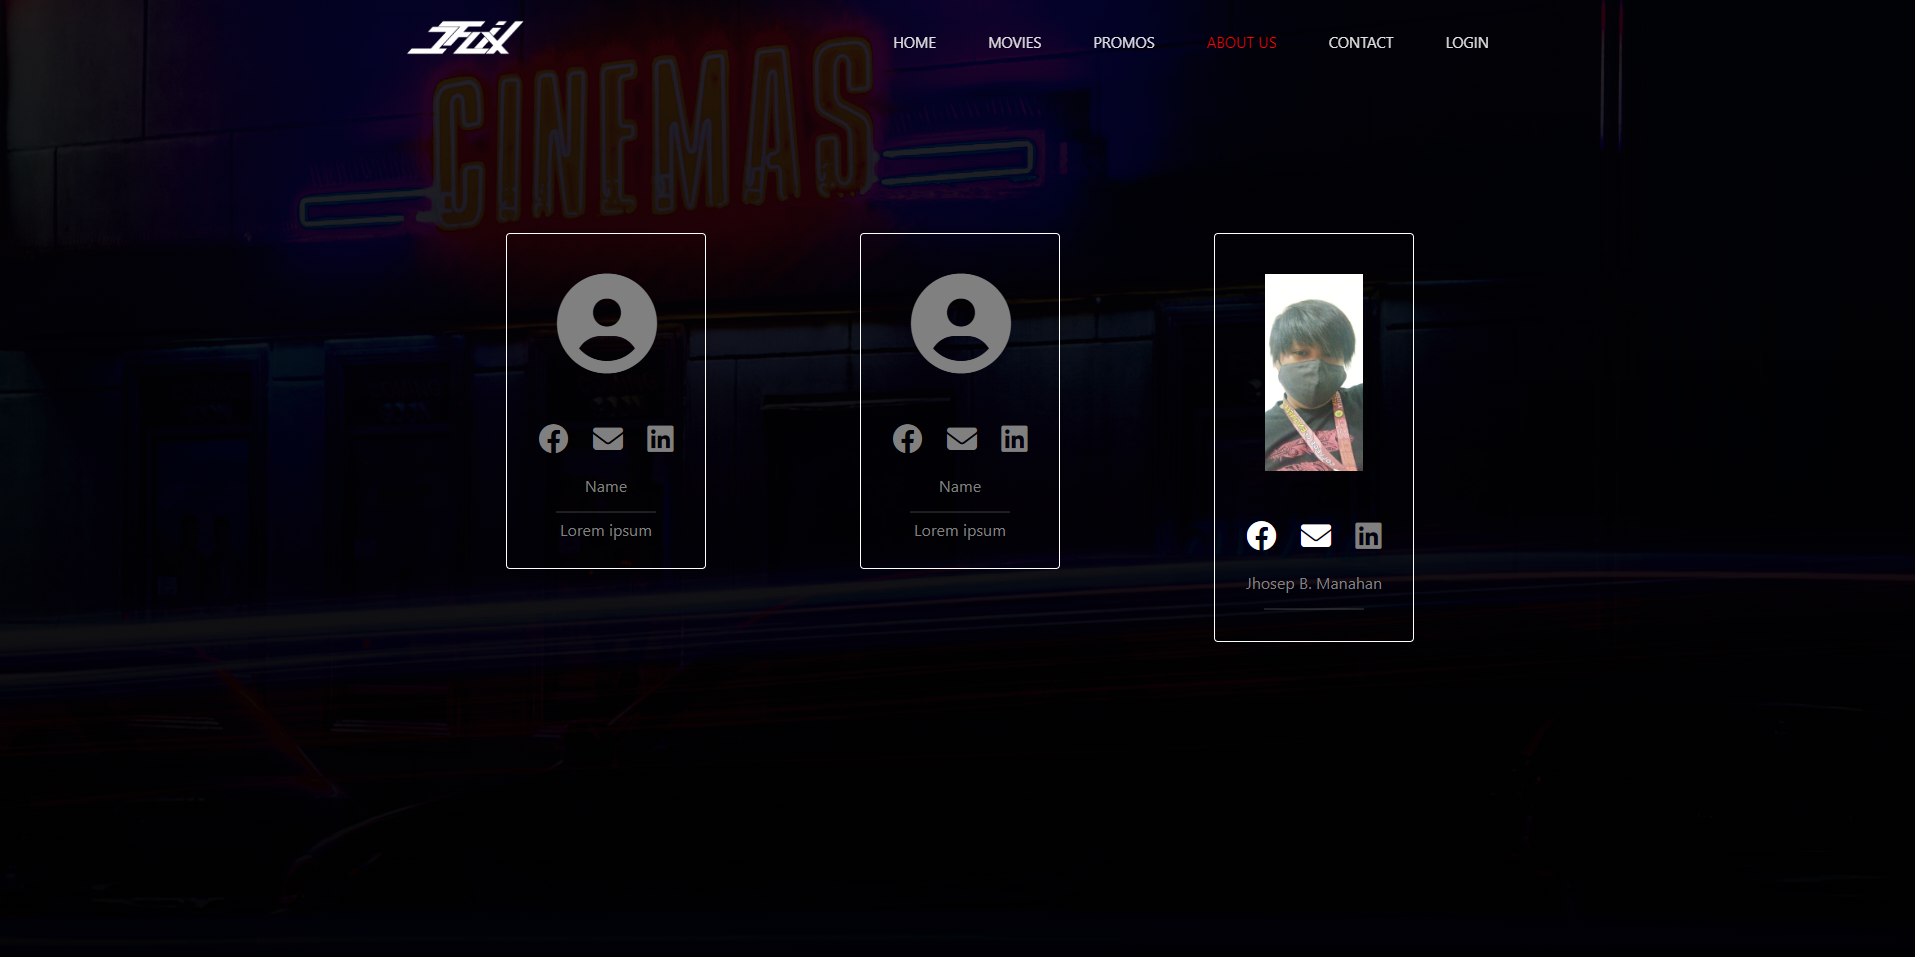 JFLIX
HOME MOVIES PROMOS ABOUT US CONTACT LOGIN
CINEMAS
Name
Lorem ipsum
Name
Lorem ipsum
Jhosep B. Manahan